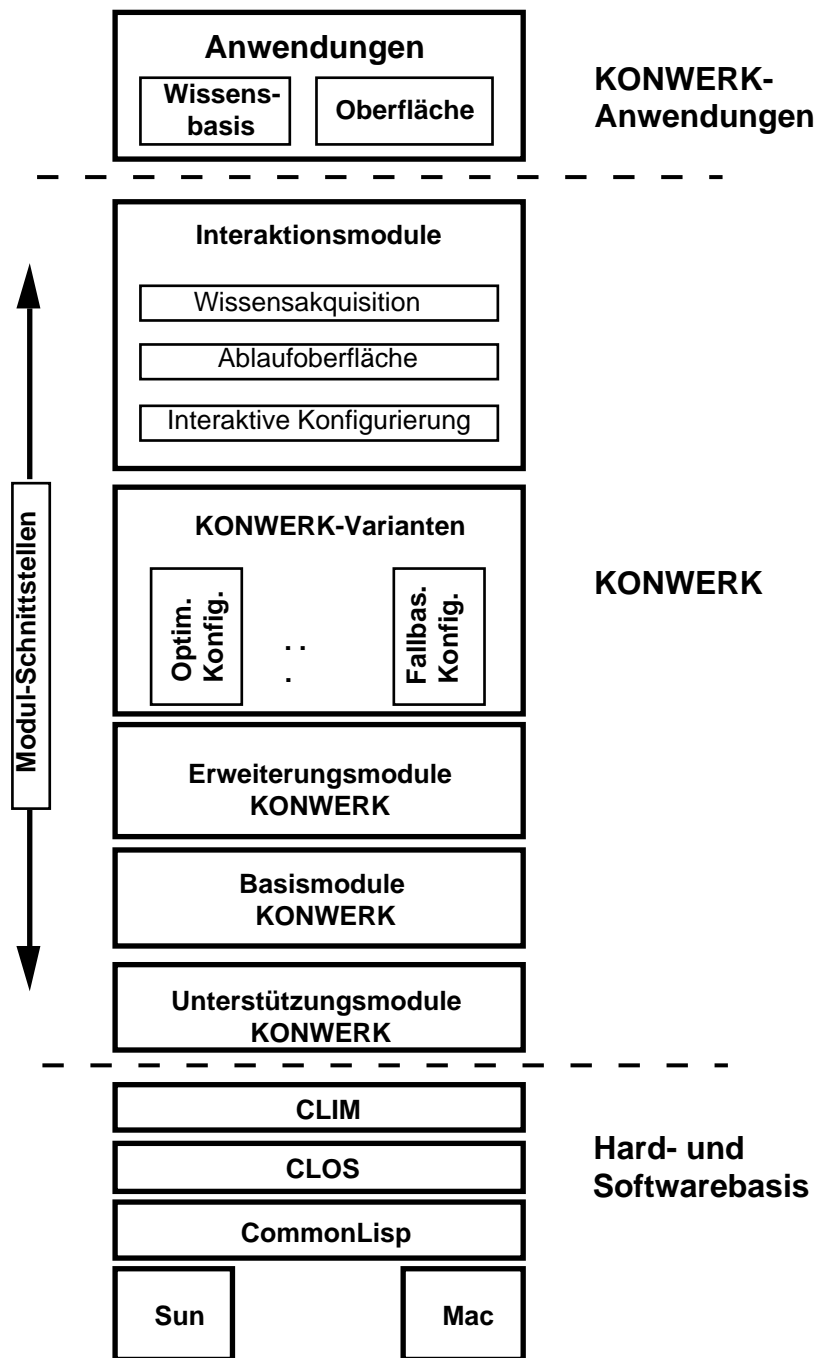 Anwendungen
Wissens-
basis
Oberfläche
KONWERK-
Anwendungen
Interaktionsmodule
Wissensakquisition
Ablaufoberfläche
Interaktive Konfigurierung
Modul-Schnittstellen
KONWERK-Varianten
Optim.
Konfig.
. .
.
Fallbas.
Konfig.
KONWERK
Erweiterungsmodule
KONWERK
Basismodule
KONWERK
Unterstützungsmodule
KONWERK
CLIM
CLOS
CommonLisp
Sun
Mac
Hard- und
Softwarebasis